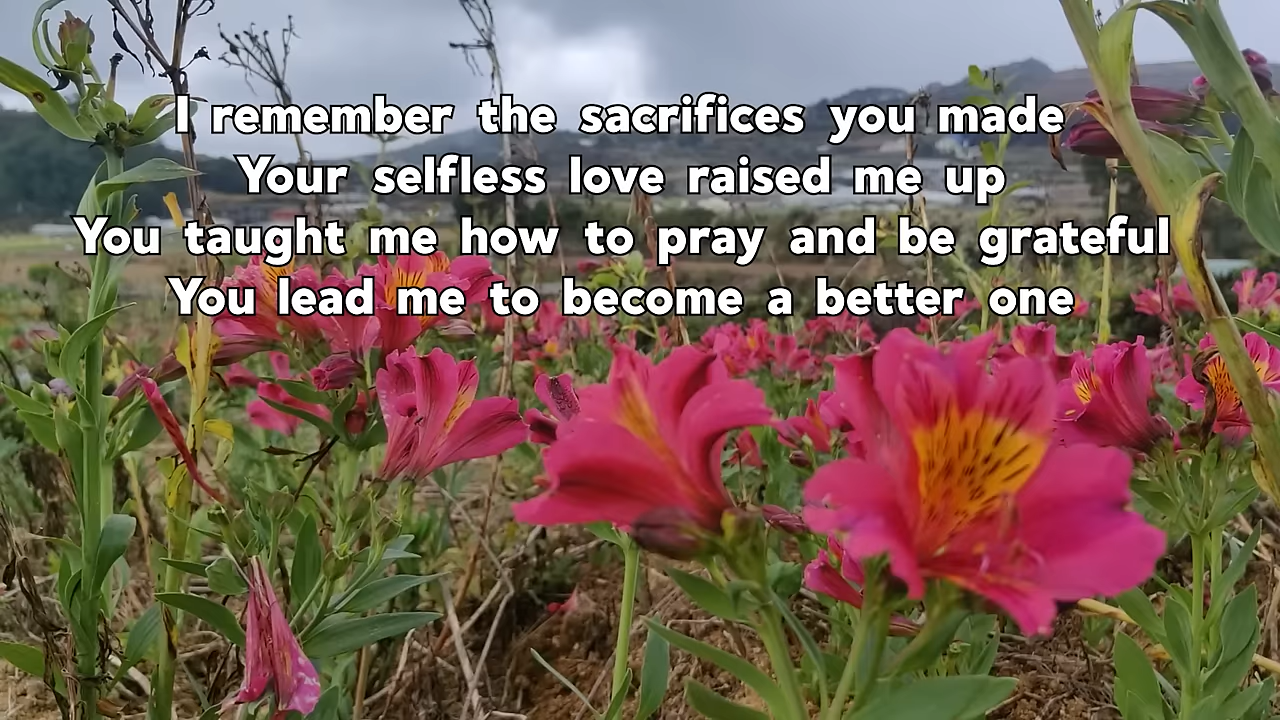 I remember the sacrifices you made
Your selfless love raised me up
You taught me how to pray and be grateful
You lead me to become a better one